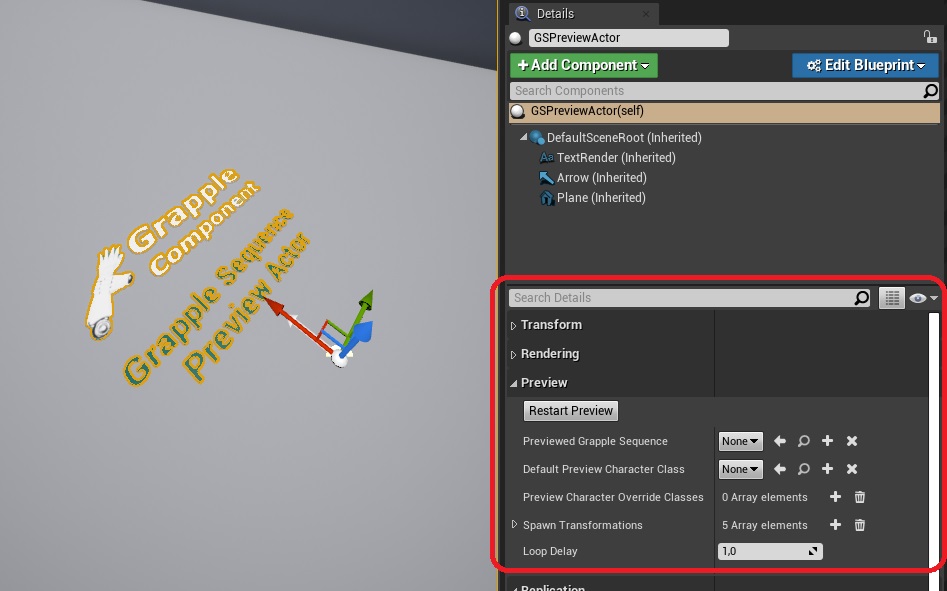 Grapple
Component
Grapple Sequence
Preview Actor
Details
GSPreviewActor
+Add Component
Edit Blueprint
Search Components
GSPreviewActor(self)
DefaultSceneRoot (Inherited)
Aa TextRender (Inherited)
Arrow (Inherited)
Plane (Inherited)
Search Details
Transform
Rendering
Preview
Restart Preview
Previewed Grapple Sequence None
Default Preview Character Class None
Preview Character Override Classes 0 Array elements
Spawn Transformations 5 Array elements
Loop Delay 1,0
Replication